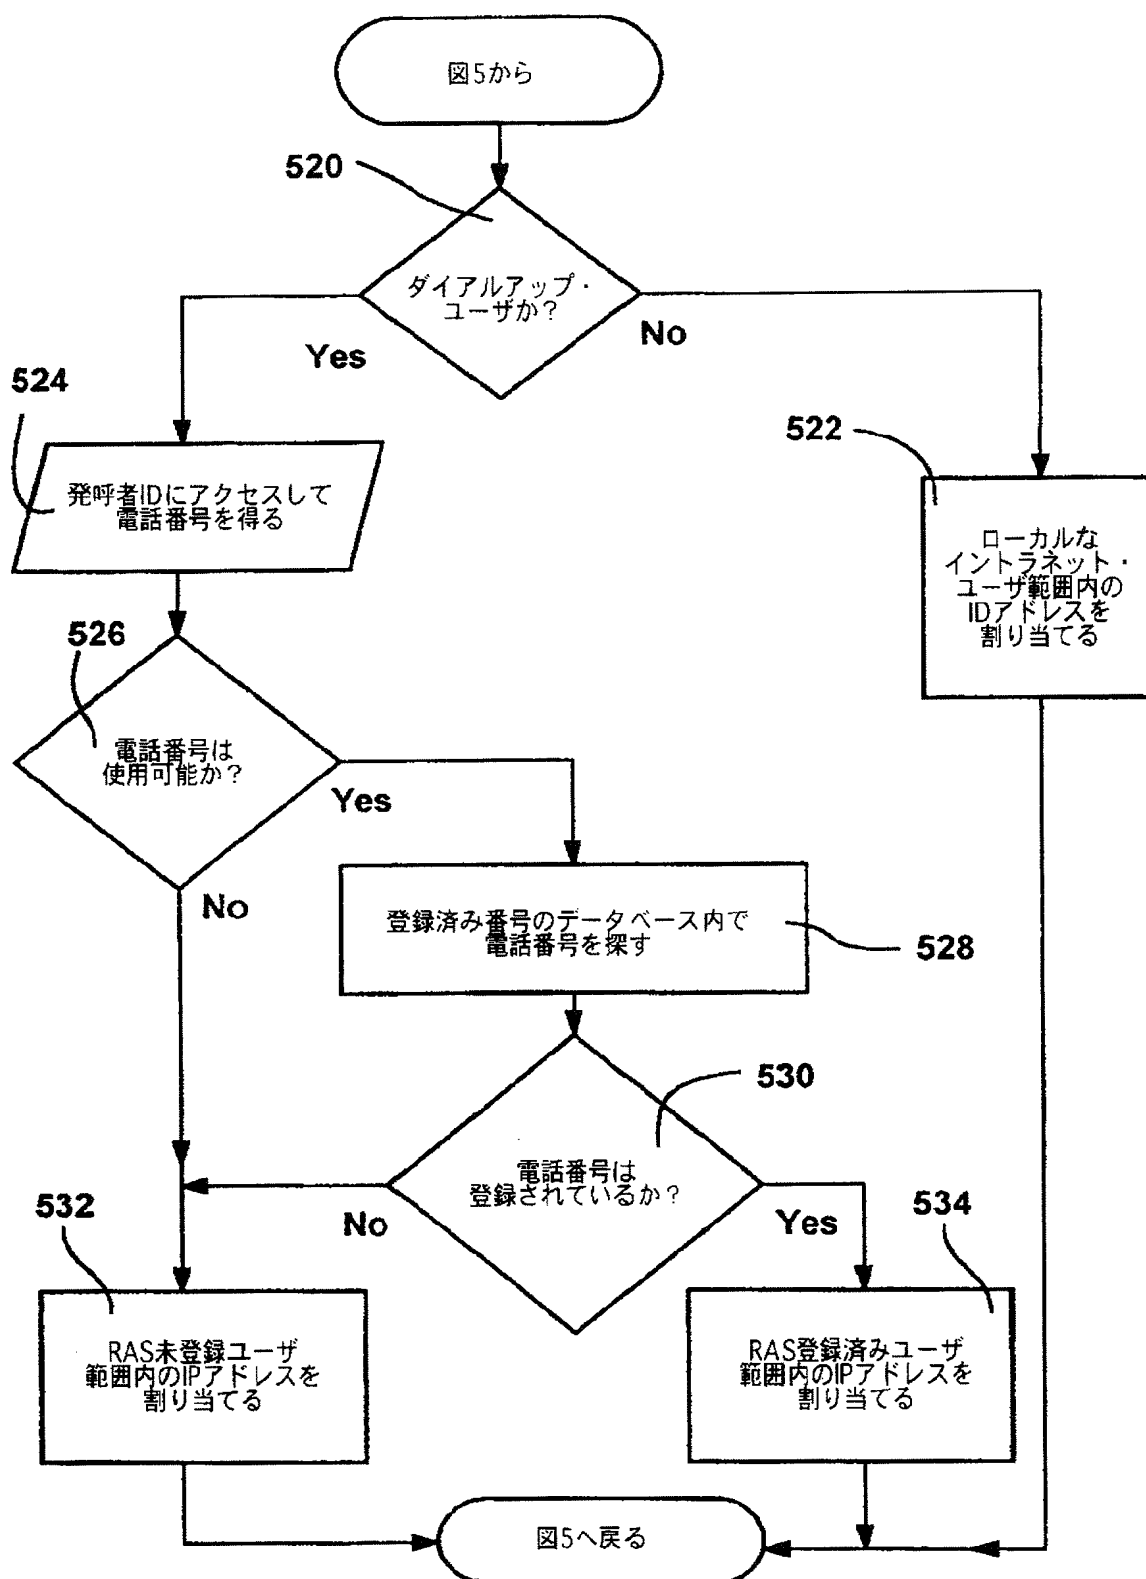 図5から
520
ダイアルアップ・
ユーザか？
Yes
No
524
発呼者IDにアクセスして
電話番号を得る
522
ローカルな
イントラネット・
ユーザ範囲内の
IDアドレスを
割り当てる
526
電話番号は
使用可能か？
Yes
No
登録済み番号のデータベース内で
電話番号を探す
528
530
電話番号は
登録されているか？
No
Yes
532
RAS未登録ユーザ
範囲内のIPアドレスを
割り当てる
534
RAS登録済みユーザ
範囲内のIPアドレスを
割り当てる
図5へ戻る